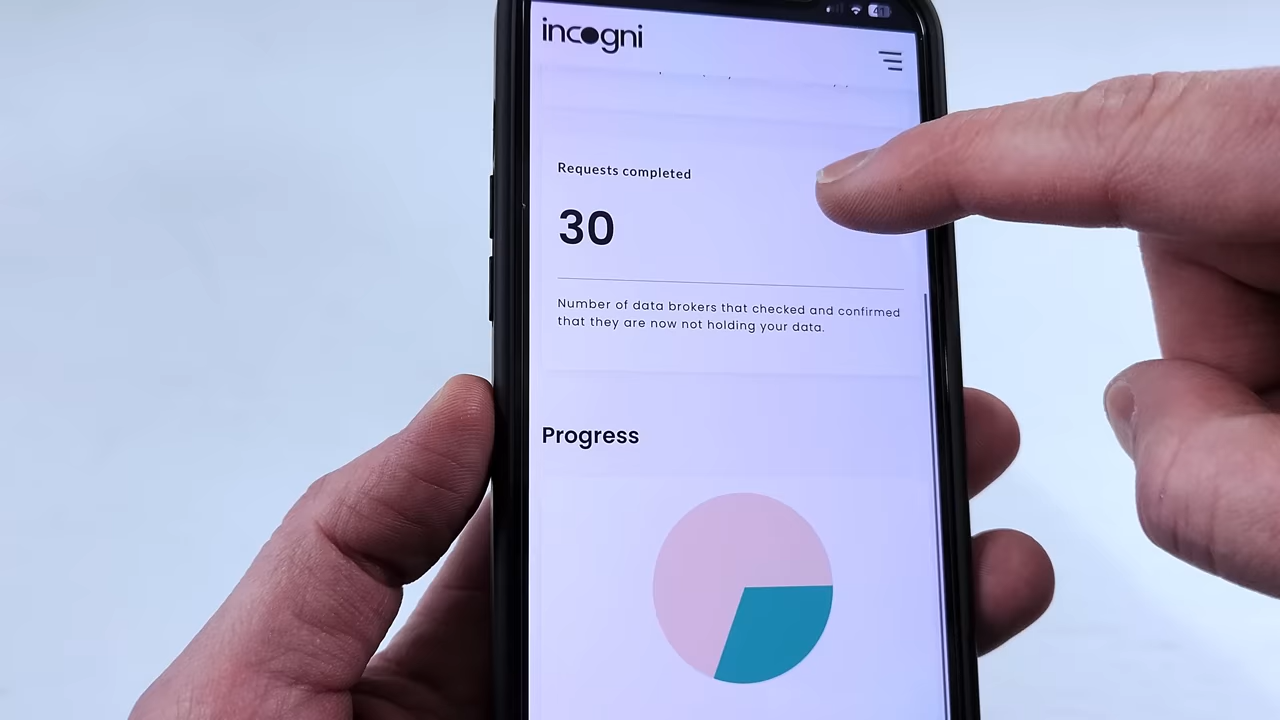 incogni
Requests completed
30
Number of data brokers that checked and confirmed
that they are now not holding your data.
Progress